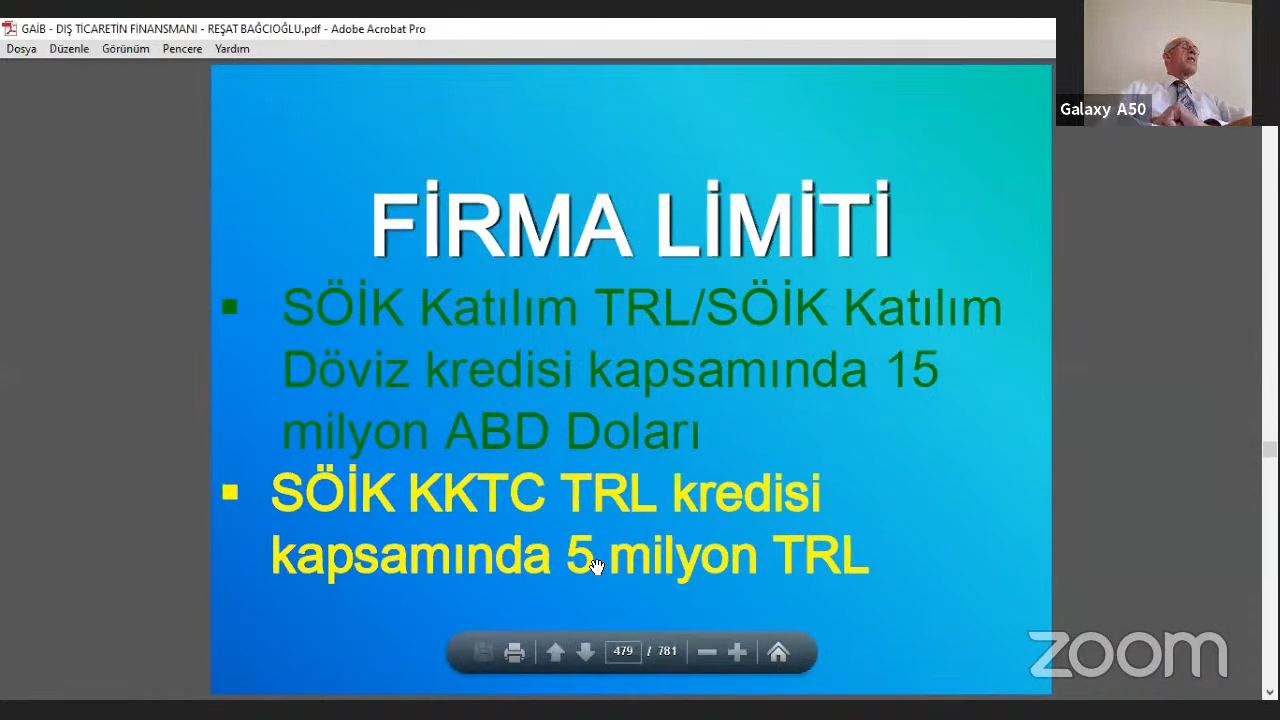 GAİB - DIŞ TİCARETİN FİNANSMANI - REŞAT BAĞCIOĞLU.pdf - Adobe Acrobat Pro
Dosya Düzenle Görünüm Pencere Yardım
Galaxy A50
FİRMA LİMİTİ
SÖİK Katılım TRL/SÖİK Katılım
Döviz kredisi kapsamında 15
milyon ABD Doları
SÖİK KKTC TRL kredisi
kapsamında 5 milyon TRL
479 / 781
zoom